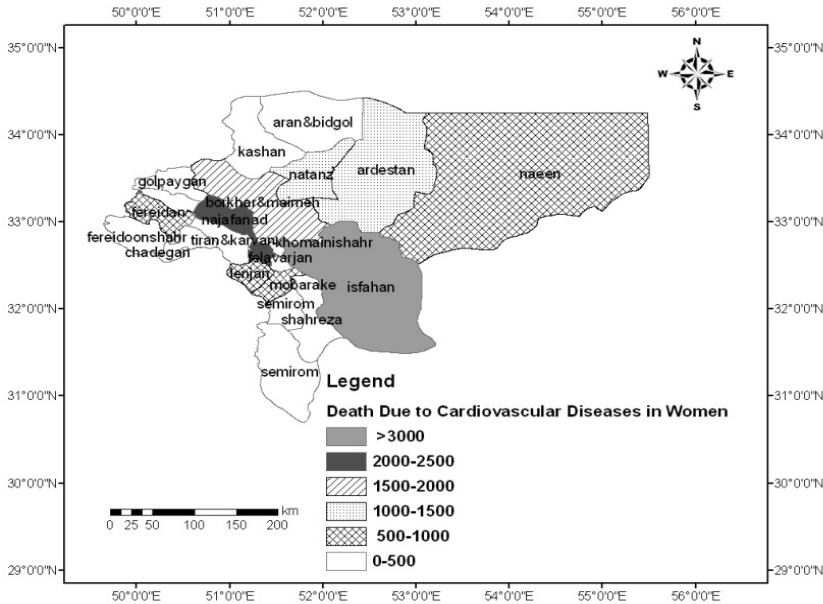 50°0'0"E 51°0'0"E 52°0'0"E 53°0'0"E 54°0'0"E 55°0'0"E 56°0'0"E
35°0'0"N 35°0'0"N
N
W E
S
34°0'0"N 34°0'0"N
aran&bidgol
kashan
natanz ardestan naeen
golpaygan
borkhar&maimeh
fereidan najafanad
33°0'0"N 33°0'0"N
fereidoonshahr tiran&karvan khomainishahr
chadegan felavarjan
lenjan mobarake isfahan
32°0'0"N 32°0'0"N
semirom
shahreza
semirom
31°0'0"N 31°0'0"N
Legend
Death Due to Cardiovascular Diseases in Women
>3000
2000-2500
1500-2000
1000-1500
500-1000
0-500
30°0'0"N 30°0'0"N
km
0 25 50 100 150 200
29°0'0"N 29°0'0"N
50°0'0"E 51°0'0"E 52°0'0"E 53°0'0"E 54°0'0"E 55°0'0"E 56°0'0"E